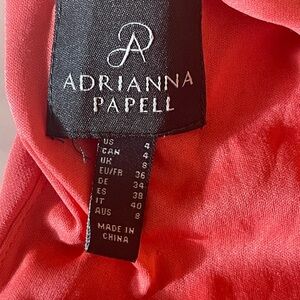 AP
ADRIANNA
PAPELL
US 4
CAN 4
UK 8
EU/FR 36
DE 34
ES 38
IT 40
AUS 8
MADE IN
CHINA